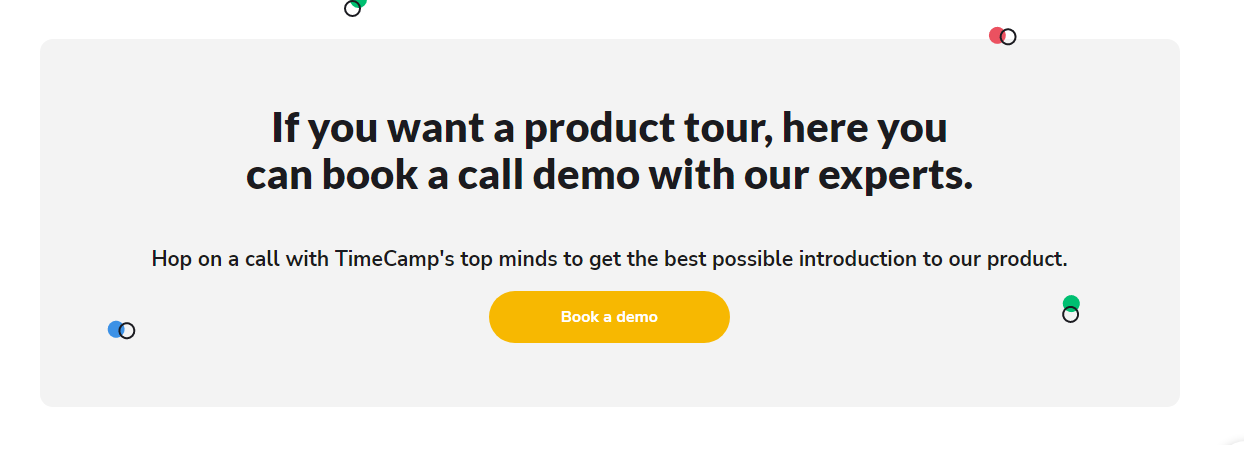 If you want a product tour, here you
can book a call demo with our experts.
Hop on a call with TimeCamp's top minds to get the best possible introduction to our product.
Book a demo